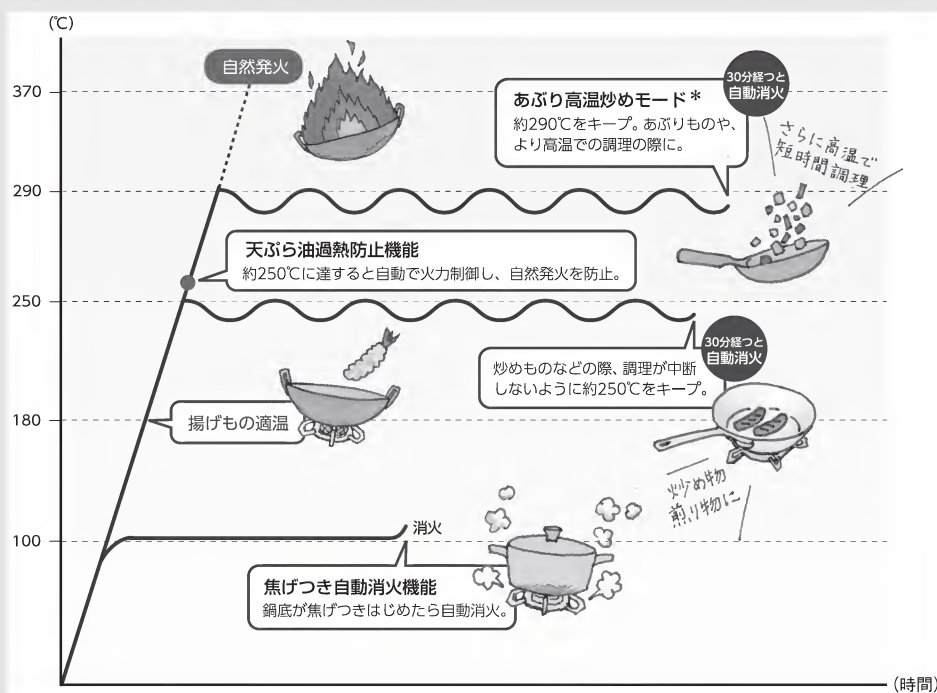 (℃)
自然発火
370
30分経つと
自動消火
あぶり高温炒めモード＊
約290℃をキープ。あぶりものや、
より高温での調理の際に。
さらに高温で
短時間調理
290
天ぷら油過熱防止機能
約250℃に達すると自動で火力制御し、自然発火を防止。
250
30分経つと
自動消火
炒めものなどの際、調理が中断
しないように約250℃をキープ。
180
揚げもの適温
炒め物
煎り物に
100
消火
焦げつき自動消火機能
鍋底が焦げつきはじめたら自動消火。
(時間)